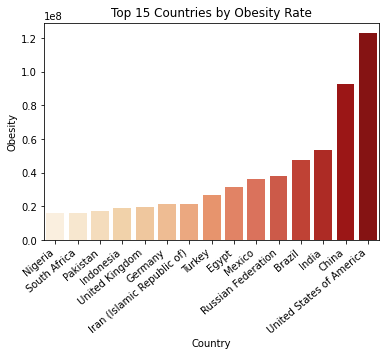 Top 15 Countries by Obesity Rate
1e8
1.2
1.0
0.8
0.6
0.4
0.2
0.0
Obesity
Nigeria
South Africa
Pakistan
Indonesia
United Kingdom
Germany
Iran (Islamic Republic of)
Turkey
Egypt
Mexico
Russian Federation
Brazil
India
China
United States of America
Country